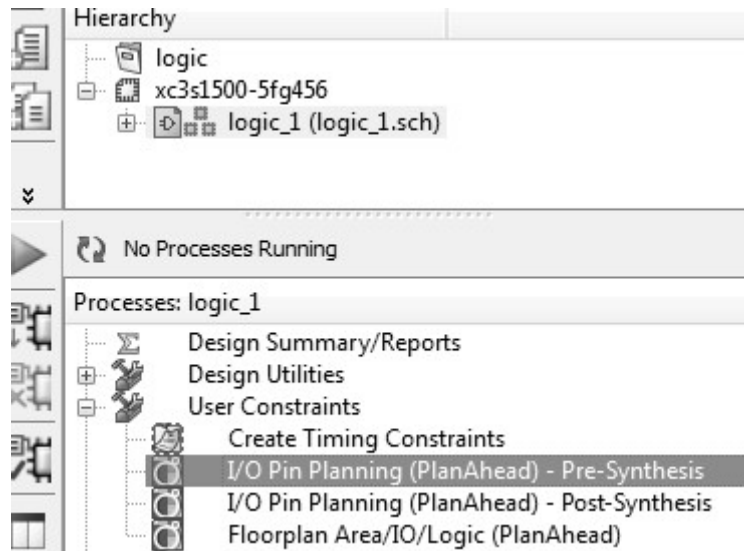 Hierarchy
logic
xc3s1500-5fg456
logic_1 (logic_1.sch)
No Processes Running
Processes: logic_1
Design Summary/Reports
Design Utilities
User Constraints
Create Timing Constraints
I/O Pin Planning (PlanAhead) - Pre-Synthesis
I/O Pin Planning (PlanAhead) - Post-Synthesis
Floorplan Area/IO/Logic (PlanAhead)